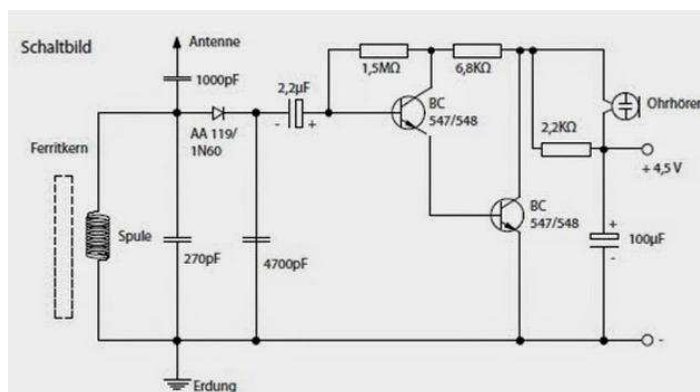 Schaltbild
Antenne
1000pF
2,2µF
1,5MΩ
6,8KΩ
BC
547/548
Ohrhörer
2,2KΩ
+ 4,5 V
AA 119/
1N60
Ferritkern
Spule
270pF
4700pF
BC
547/548
100µF
Erdung
- +
+
-
-